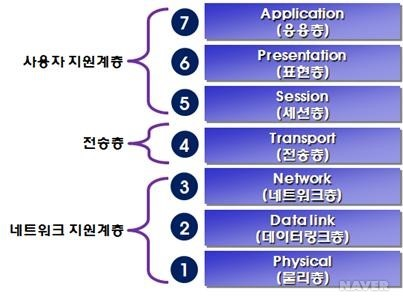 7
Application
(응용층)
사용자 지원계층
6
Presentation
(표현층)
5
Session
(세션층)
전송층
4
Transport
(전송층)
3
Network
(네트워크층)
네트워크 지원계층
2
Data link
(데이터링크층)
1
Physical
(물리층)
NAVER